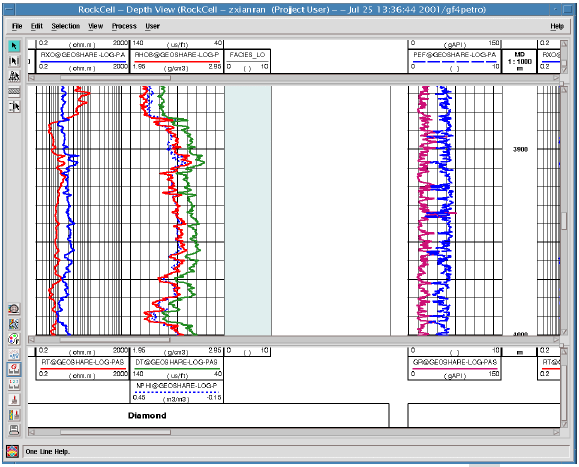 RockCell – Depth View (RockCell – zxianran (Project User) – – Jul 25 13:36:44 2001/gf4petro)
File Edit Selection View Process User Help
0.2 (ohm.m) 2000 140 (us/ft) 40 0 (gAPI) 150 0.2
RXO@GEOSHARE-LOG-PA RHOB@GEOSHARE-LOG-P FACIES_LO PEF@GEOSHARE-LOG-PA MD RXO@
1 : 1000
0.2 (ohm.m) 2000 1.95 (g/cm3) 2.95 0 ( ) 10 0 ( ) 10 m 0.2
3900
0.2 (ohm.m) 2000 1.95 (g/cm3) 2.95 0 ( ) 10 0 ( ) 10 m 0.2
RT@GEOSHARE-LOG-PAS DT@GEOSHARE-LOG-PAS GR@GEOSHARE-LOG-PAS RT@G
0.2 (ohm.m) 2000 140 (us/ft) 40 0 (gAPI) 150 0.2
NPHI@GEOSHARE-LOG-P
0.45 (m3/m3) -0.15
Diamond
One Line Help.